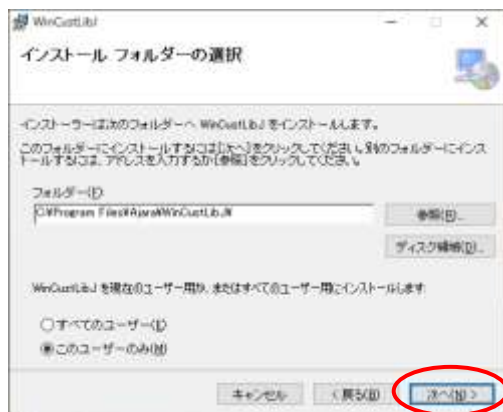 WinCustLibJ
インストール フォルダーの選択
インストーラーは次のフォルダーへ WinCustLibJ をインストールします。
このフォルダーにインストールするには[次へ]をクリックしてください。別のフォルダーにインス
トールするには、アドレスを入力するか[参照]をクリックしてください。
フォルダー(F):
C:¥Program Files¥Ajara¥WinCustLibJ¥
参照(R)...
ディスク領域(D)...
WinCustLibJ を現在のユーザー用か、またはすべてのユーザー用にインストールします
すべてのユーザー(E)
このユーザーのみ(M)
キャンセル
< 戻る(B)
次へ(N) >